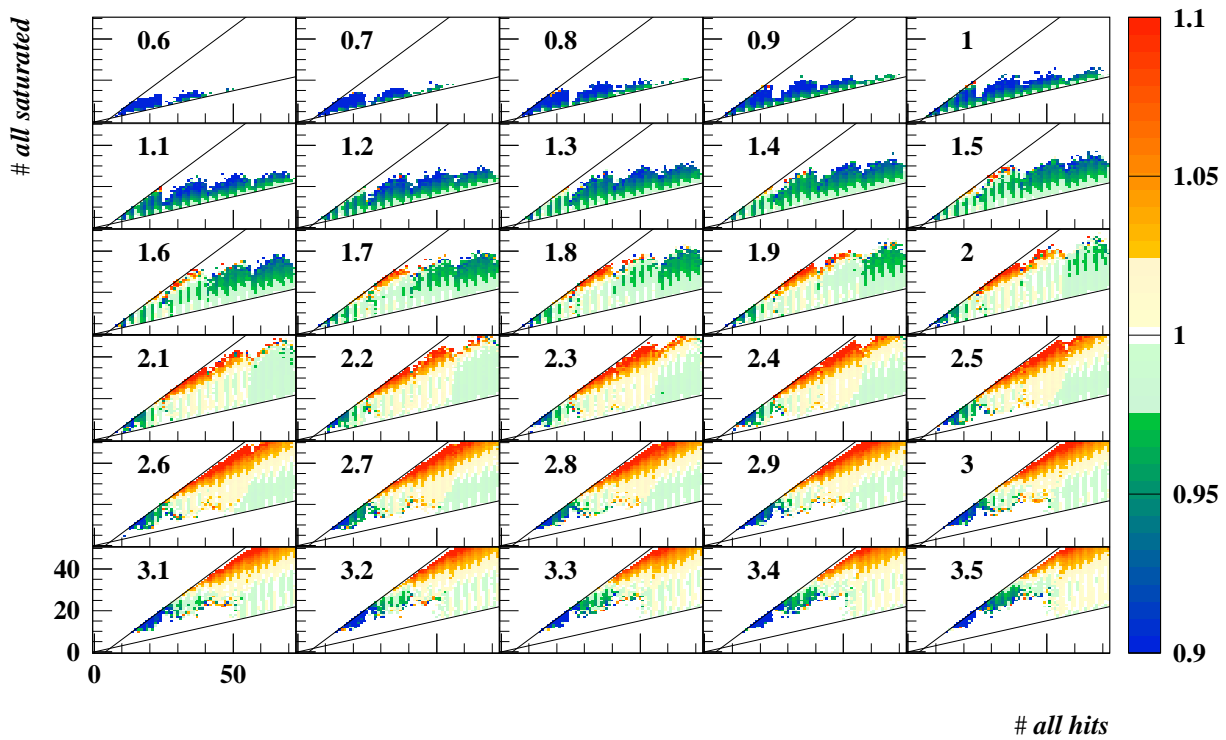 # all saturated
0.6 0.7 0.8 0.9 1
1.1 1.2 1.3 1.4 1.5
1.6 1.7 1.8 1.9 2
2.1 2.2 2.3 2.4 2.5
2.6 2.7 2.8 2.9 3
3.1 3.2 3.3 3.4 3.5
40
20
0
0 50
# all hits
1.1
1.05
1
0.95
0.9